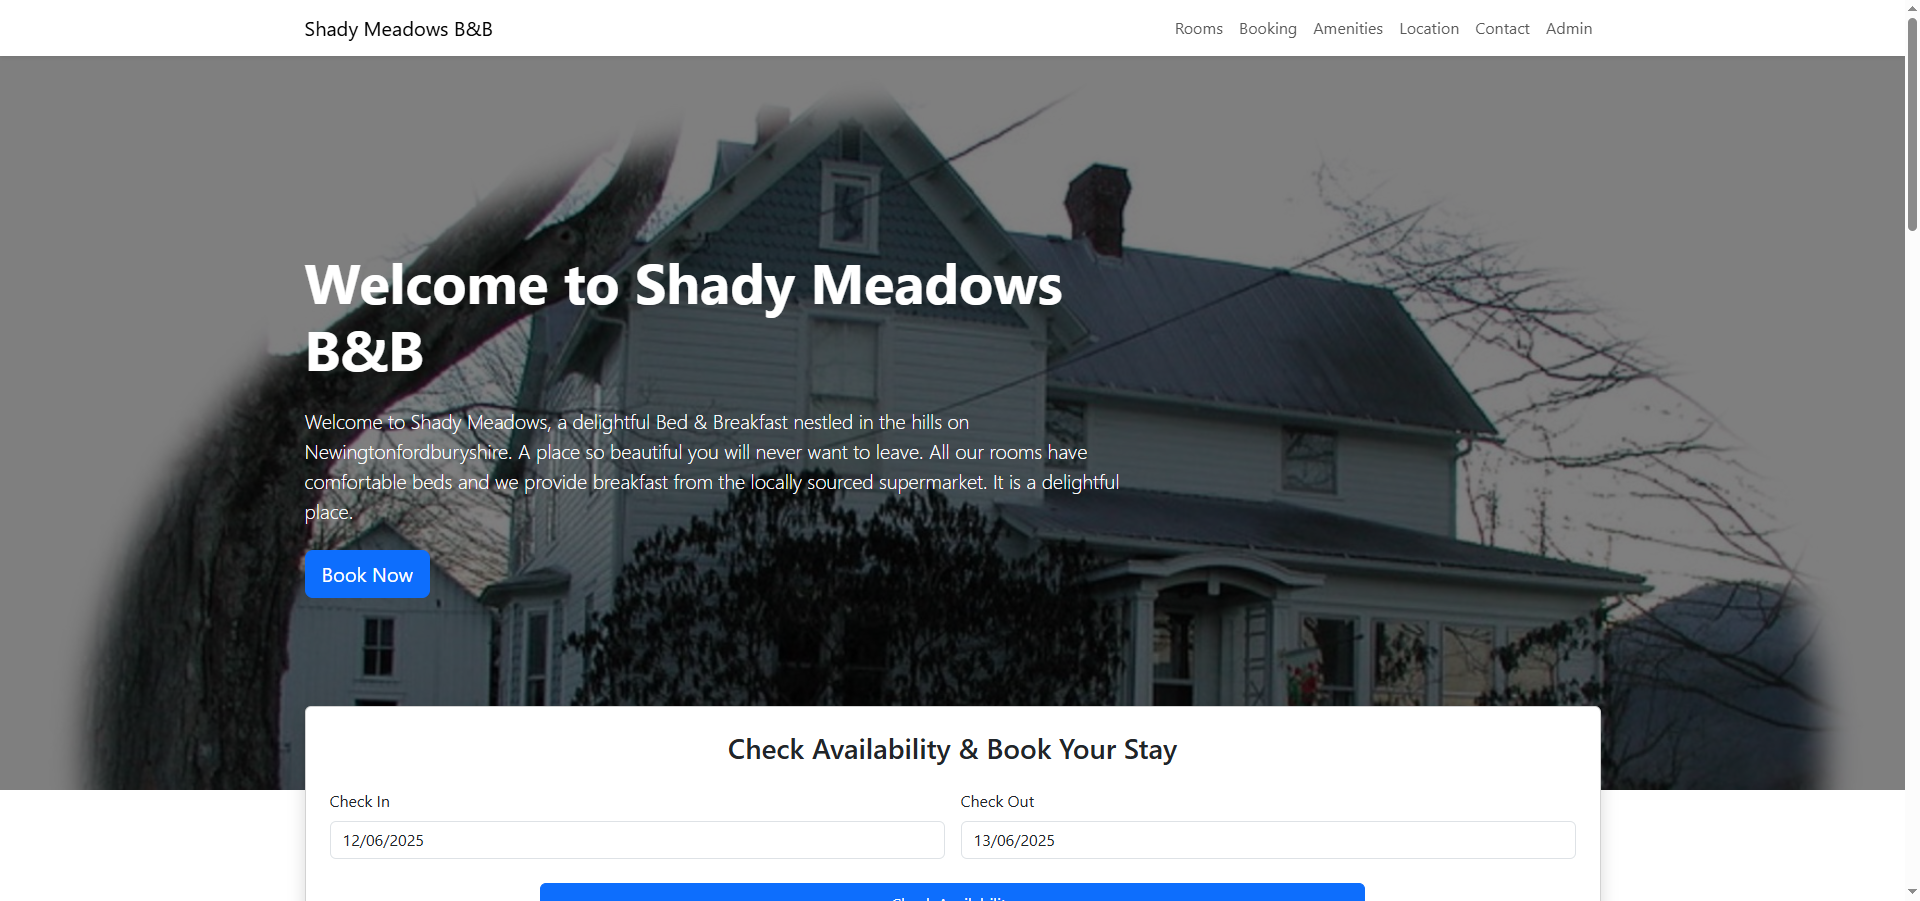 Shady Meadows B&B
Rooms Booking Amenities Location Contact Admin
Welcome to Shady Meadows
B&B
Welcome to Shady Meadows, a delightful Bed & Breakfast nestled in the hills on
Newingtonfordburyshire. A place so beautiful you will never want to leave. All our rooms have
comfortable beds and we provide breakfast from the locally sourced supermarket. It is a delightful
place.
Book Now
Check Availability & Book Your Stay
Check In
Check Out
12/06/2025
13/06/2025